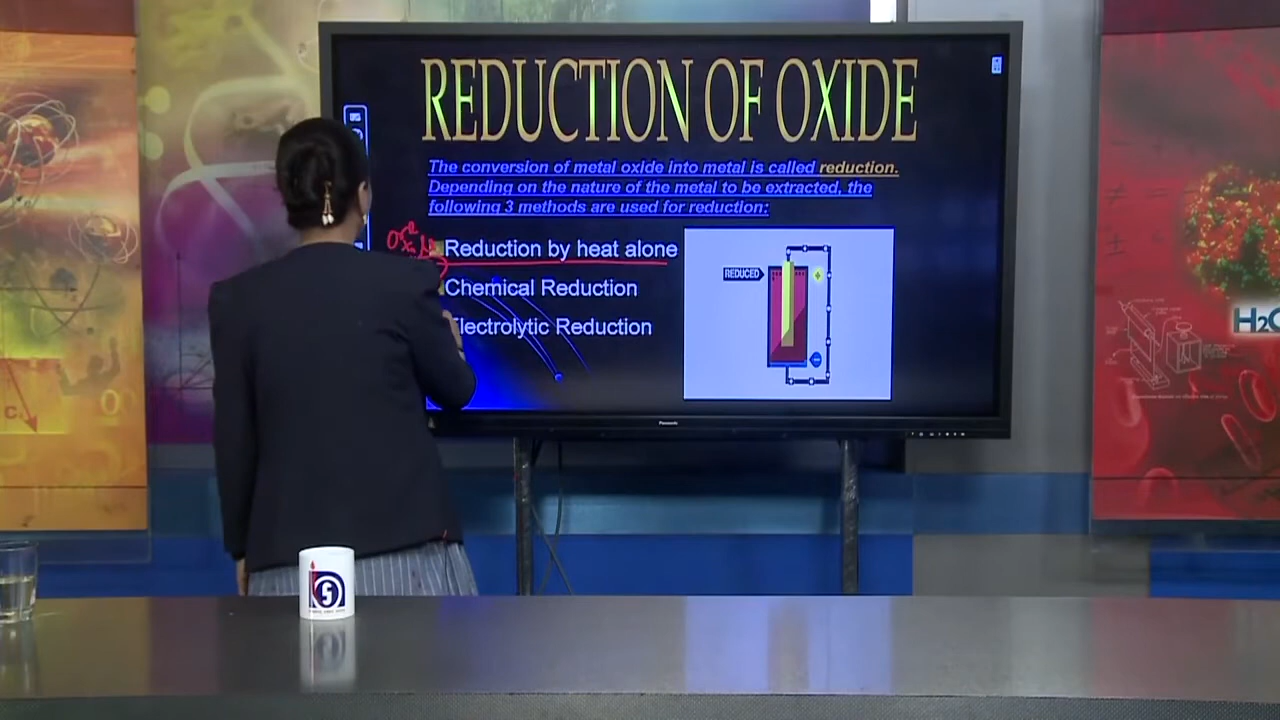 REDUCTION OF OXIDE
The conversion of metal oxide into metal is called reduction.
Depending on the nature of the metal to be extracted, the
following 3 methods are used for reduction:
Reduction by heat alone
Chemical Reduction
Electrolytic Reduction
REDUCED
Panasonic
H₂O
C.